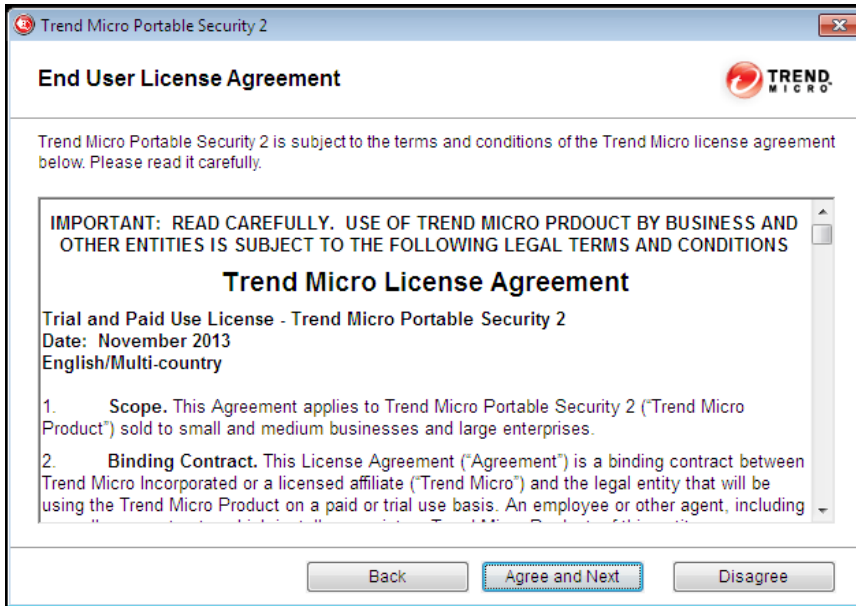 Trend Micro Portable Security 2
End User License Agreement
TREND
MICRO
Trend Micro Portable Security 2 is subject to the terms and conditions of the Trend Micro license agreement
below. Please read it carefully.
IMPORTANT: READ CAREFULLY. USE OF TREND MICRO PRDOUCT BY BUSINESS AND
OTHER ENTITIES IS SUBJECT TO THE FOLLOWING LEGAL TERMS AND CONDITIONS
Trend Micro License Agreement
Trial and Paid Use License - Trend Micro Portable Security 2
Date: November 2013
English/Multi-country
1. Scope. This Agreement applies to Trend Micro Portable Security 2 (“Trend Micro
Product”) sold to small and medium businesses and large enterprises.
2. Binding Contract. This License Agreement (“Agreement”) is a binding contract between
Trend Micro Incorporated or a licensed affiliate (“Trend Micro”) and the legal entity that will be
using the Trend Micro Product on a paid or trial use basis. An employee or other agent, including
Back
Agree and Next
Disagree